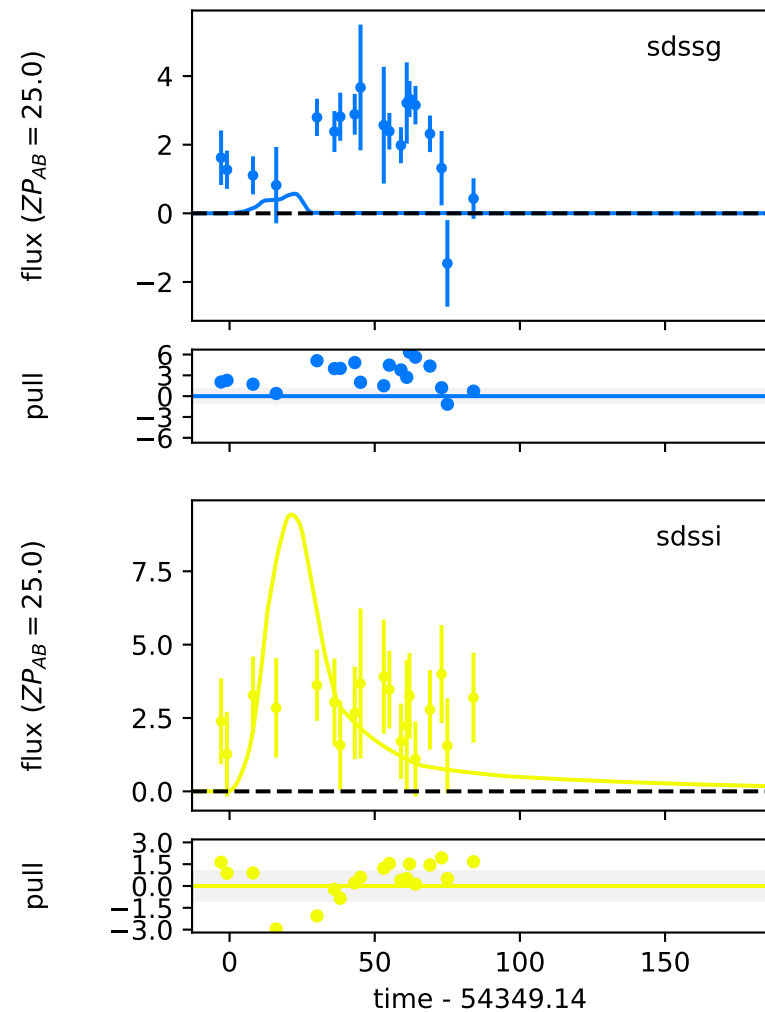 sdssg
flux (ZP_AB = 25.0)
4
2
0
−2
pull
6
3
0
−3
−6
sdssi
flux (ZP_AB = 25.0)
7.5
5.0
2.5
0.0
pull
3.0
1.5
0.0
−1.5
−3.0
0 50 100 150
time - 54349.14